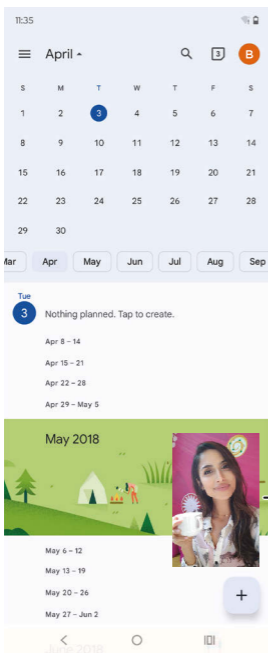 11:35
April
3
B
S M T W T F S
1 2 3 4 5 6 7
8 9 10 11 12 13 14
15 16 17 18 19 20 21
22 23 24 25 26 27 28
29 30
Mar Apr May Jun Jul Aug Sep
Tue
3 Nothing planned. Tap to create.
Apr 8 – 14
Apr 15 – 21
Apr 22 – 28
Apr 29 – May 5
May 2018
May 6 – 12
May 13 – 19
May 20 – 26
May 27 – Jun 2
June 2018